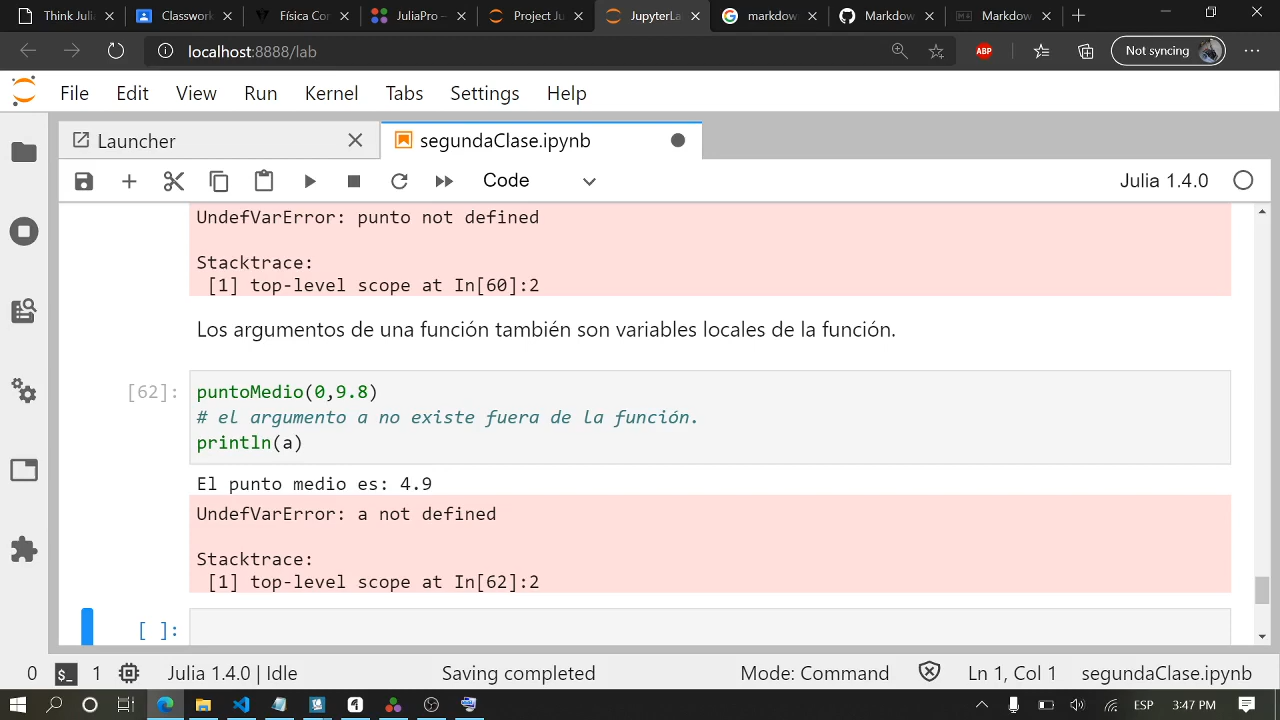 Think Juli
Classwork
Física Cor
JuliaPro –
Project Ju
JupyterLa
markdow
Markdow
Markdow
localhost:8888/lab
ABP
Not syncing
File Edit View Run Kernel Tabs Settings Help
Launcher
segundaClase.ipynb
Code
Julia 1.4.0
UndefVarError: punto not defined
Stacktrace:
[1] top-level scope at In[60]:2
Los argumentos de una función también son variables locales de la función.
[62]:
puntoMedio(0,9.8)
# el argumento a no existe fuera de la función.
println(a)
El punto medio es: 4.9
UndefVarError: a not defined
Stacktrace:
[1] top-level scope at In[62]:2
[ ]:
0 $_ 1 Julia 1.4.0 | Idle Saving completed Mode: Command Ln 1, Col 1 segundaClase.ipynb
ESP 3:47 PM